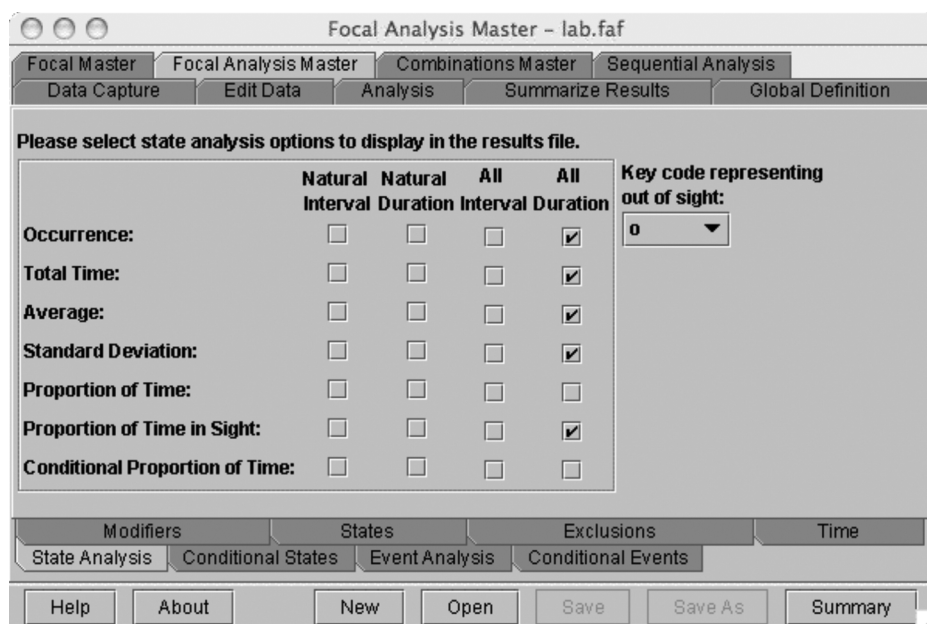 Focal Analysis Master – lab.faf
Focal Master Focal Analysis Master Combinations Master Sequential Analysis
Data Capture Edit Data Analysis Summarize Results Global Definition
Please select state analysis options to display in the results file.
Natural Interval Natural Duration All Interval All Duration
Key code representing
out of sight:
o
Occurrence:
Total Time:
Average:
Standard Deviation:
Proportion of Time:
Proportion of Time in Sight:
Conditional Proportion of Time:
Modifiers States Exclusions Time
State Analysis Conditional States Event Analysis Conditional Events
Help About New Open Save Save As Summary